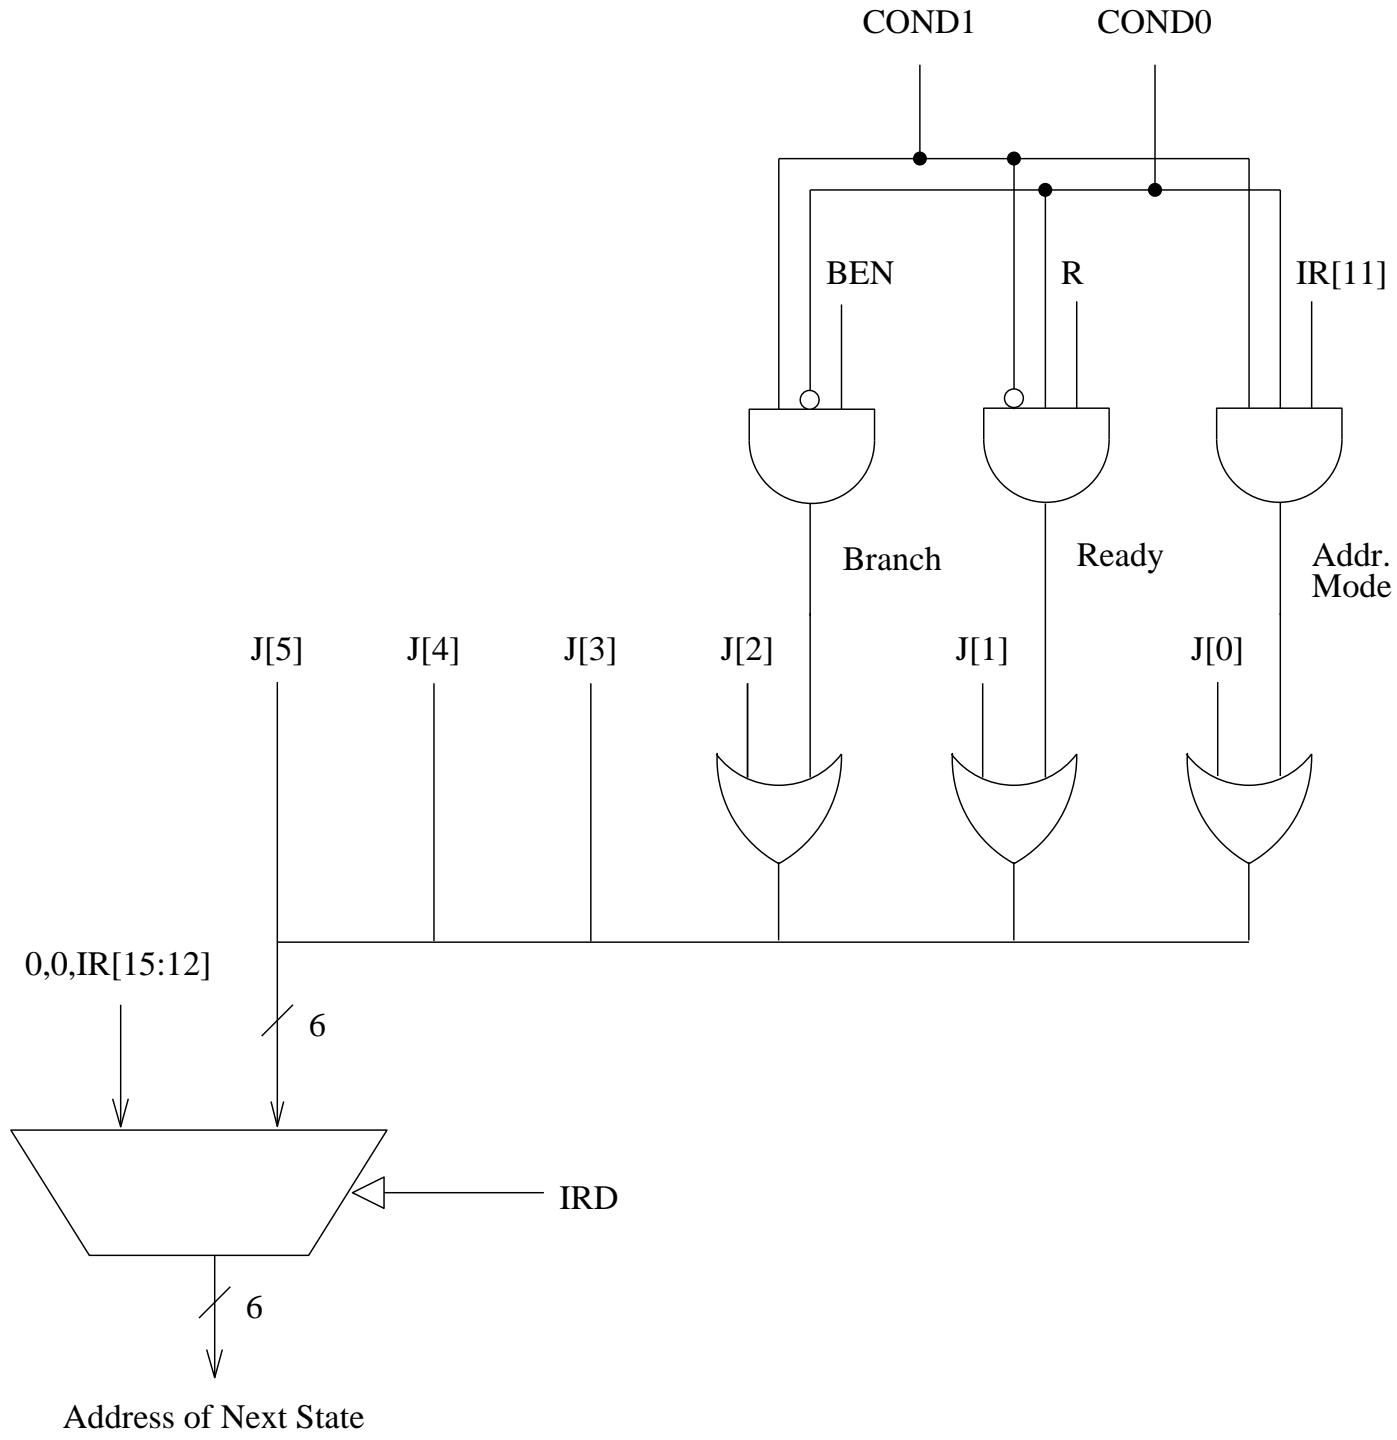 COND1
COND0
BEN
R
IR[11]
Branch
Ready
Addr.
Mode
J[5]
J[4]
J[3]
J[2]
J[1]
J[0]
0,0,IR[15:12]
6
IRD
6
Address of Next State